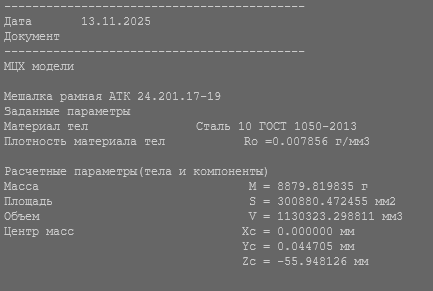 -------------------------------------------
Дата 13.11.2025
Документ
-------------------------------------------
МЦХ модели
Мешалка рамная АТК 24.201.17-19
Заданные параметры
Материал тел Сталь 10 ГОСТ 1050-2013
Плотность материала тел Ro =0.007856 г/мм3
Расчетные параметры(тела и компоненты)
Масса M = 8879.819835 г
Площадь S = 300880.472455 мм2
Объем V = 1130323.298811 мм3
Центр масс Xc = 0.000000 мм
Yc = 0.044705 мм
Zc = -55.948126 мм